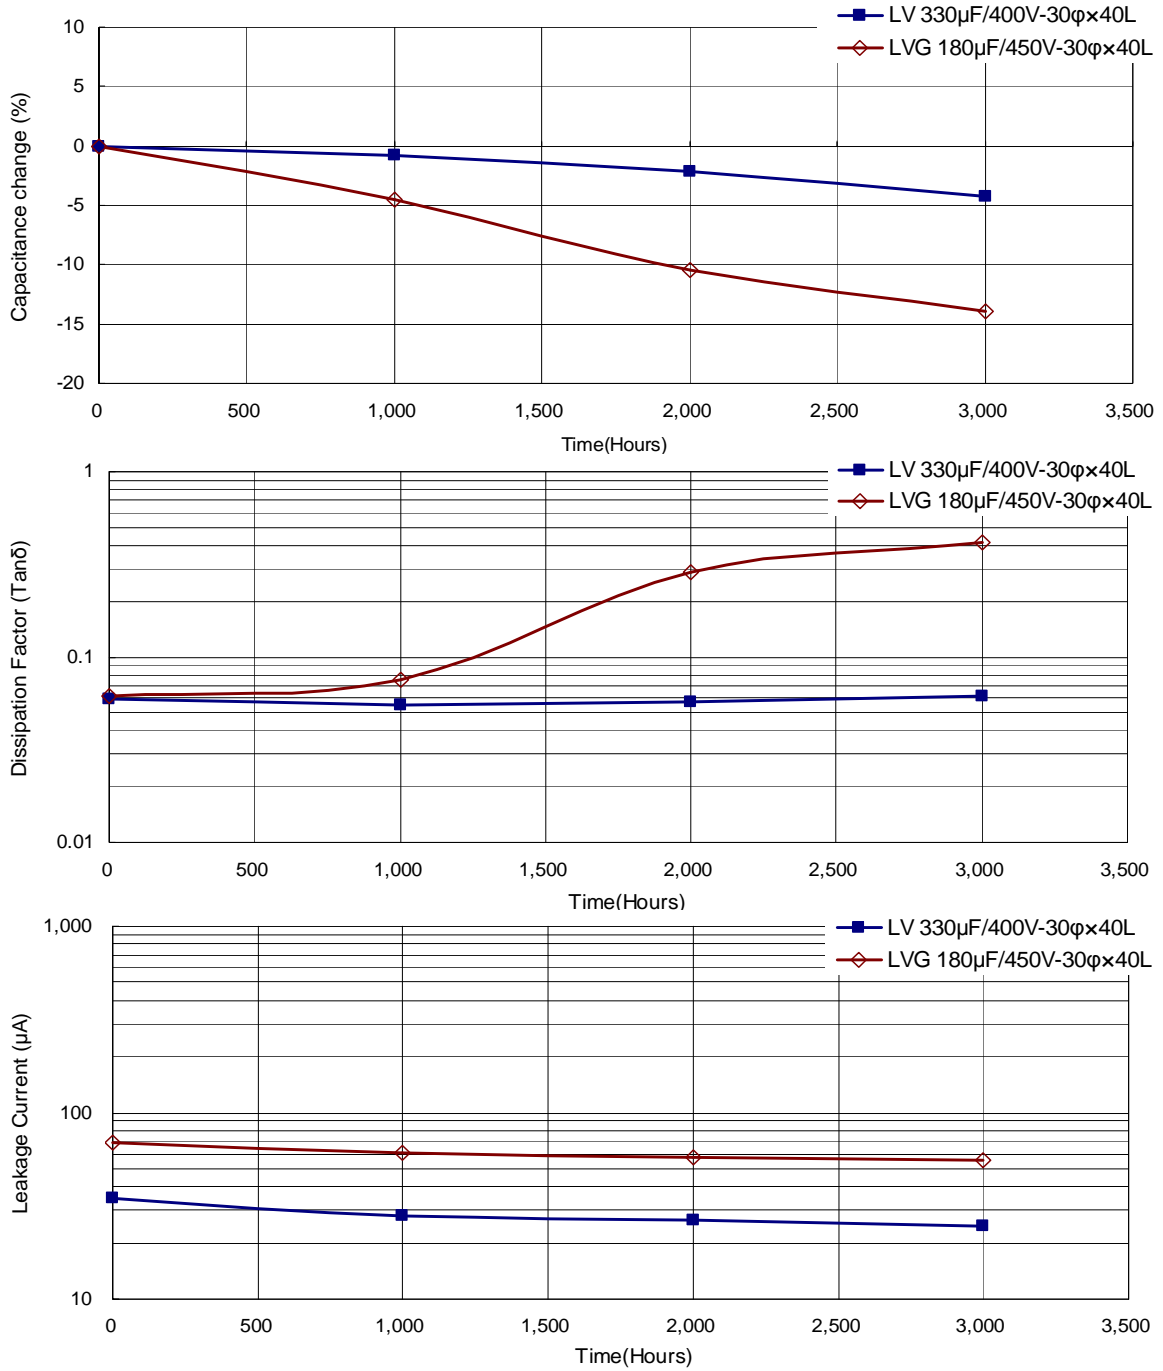 LV 330μF/400V-30φ×40L
LVG 180μF/450V-30φ×40L
10
5
0
-5
-10
-15
-20
Capacitance change (%)
0 500 1,000 1,500 2,000 2,500 3,000 3,500
Time(Hours)
LV 330μF/400V-30φ×40L
LVG 180μF/450V-30φ×40L
1
0.1
0.01
Dissipation Factor (Tanδ)
0 500 1,000 1,500 2,000 2,500 3,000 3,500
Time(Hours)
LV 330μF/400V-30φ×40L
LVG 180μF/450V-30φ×40L
1,000
100
10
Leakage Current (μA)
0 500 1,000 1,500 2,000 2,500 3,000 3,500
Time(Hours)